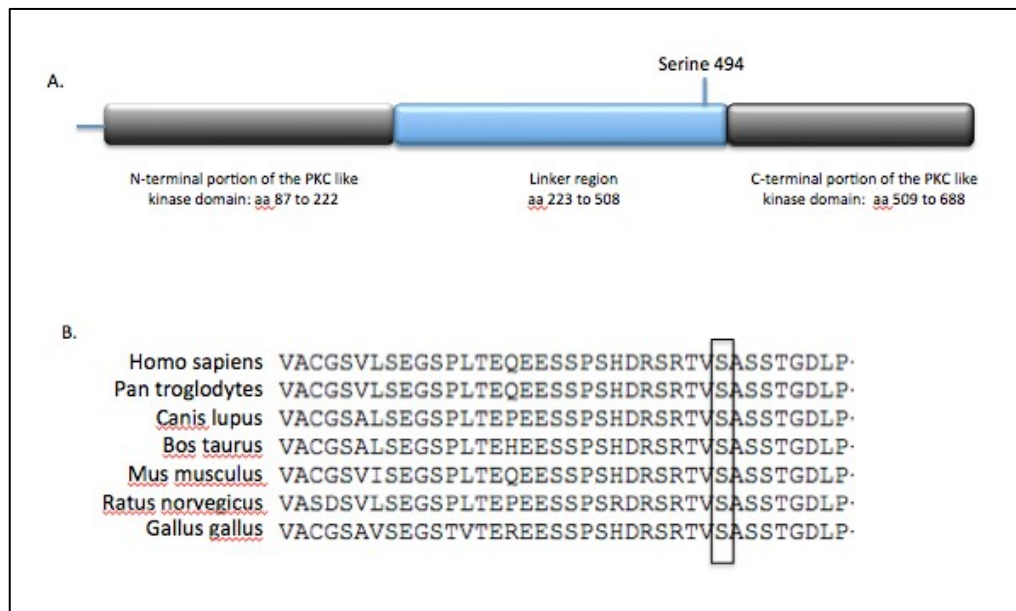 A.
Serine 494
N-terminal portion of the PKC like
kinase domain: aa 87 to 222
Linker region
aa 223 to 508
C-terminal portion of the PKC like
kinase domain: aa 509 to 688
B.
Homo sapiens VACGSVLSEGSPLTEQEESSPSHDRSRTVSASSTGDLP·
Pan troglodytes VACGSVLSEGSPLTEQEESSPSHDRSRTVSASSTGDLP·
Canis lupus VACGSALSEGSPLTEPEESSPSHDRSRTVSASSTGDLP·
Bos taurus VACGSALSEGSPLTEHEESSPSHDRSRTVSASSTGDLP·
Mus musculus VACGSVISEGSPLTEQEESSPSHDRSRTVSASSTGDLP·
Ratus norvegicus VASDSVLSEGSPLTEPEESSPSRDRSRTVSASSTGDLP·
Gallus gallus VACGSAVSEGSTVTEREESSPSHDRSRTVSASSTGDLP·